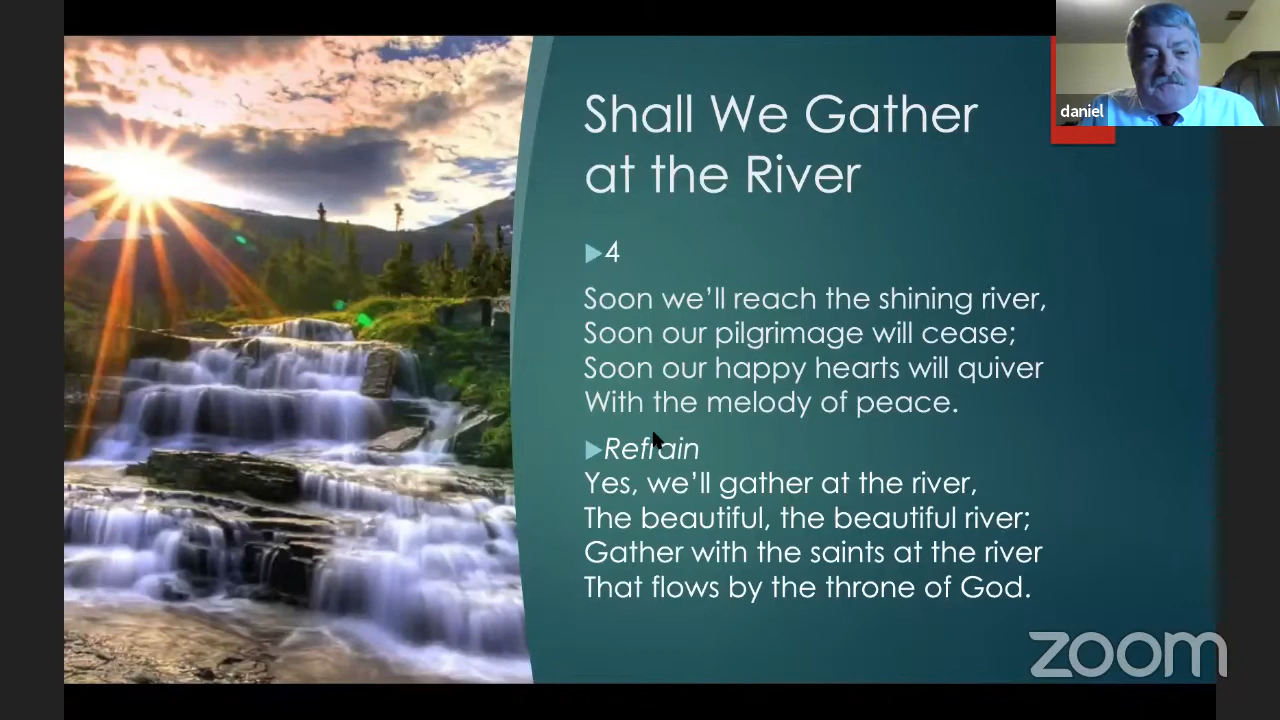 Shall We Gather
at the River
4
Soon we’ll reach the shining river,
Soon our pilgrimage will cease;
Soon our happy hearts will quiver
With the melody of peace.
Refrain
Yes, we’ll gather at the river,
The beautiful, the beautiful river;
Gather with the saints at the river
That flows by the throne of God.
daniel
zoom